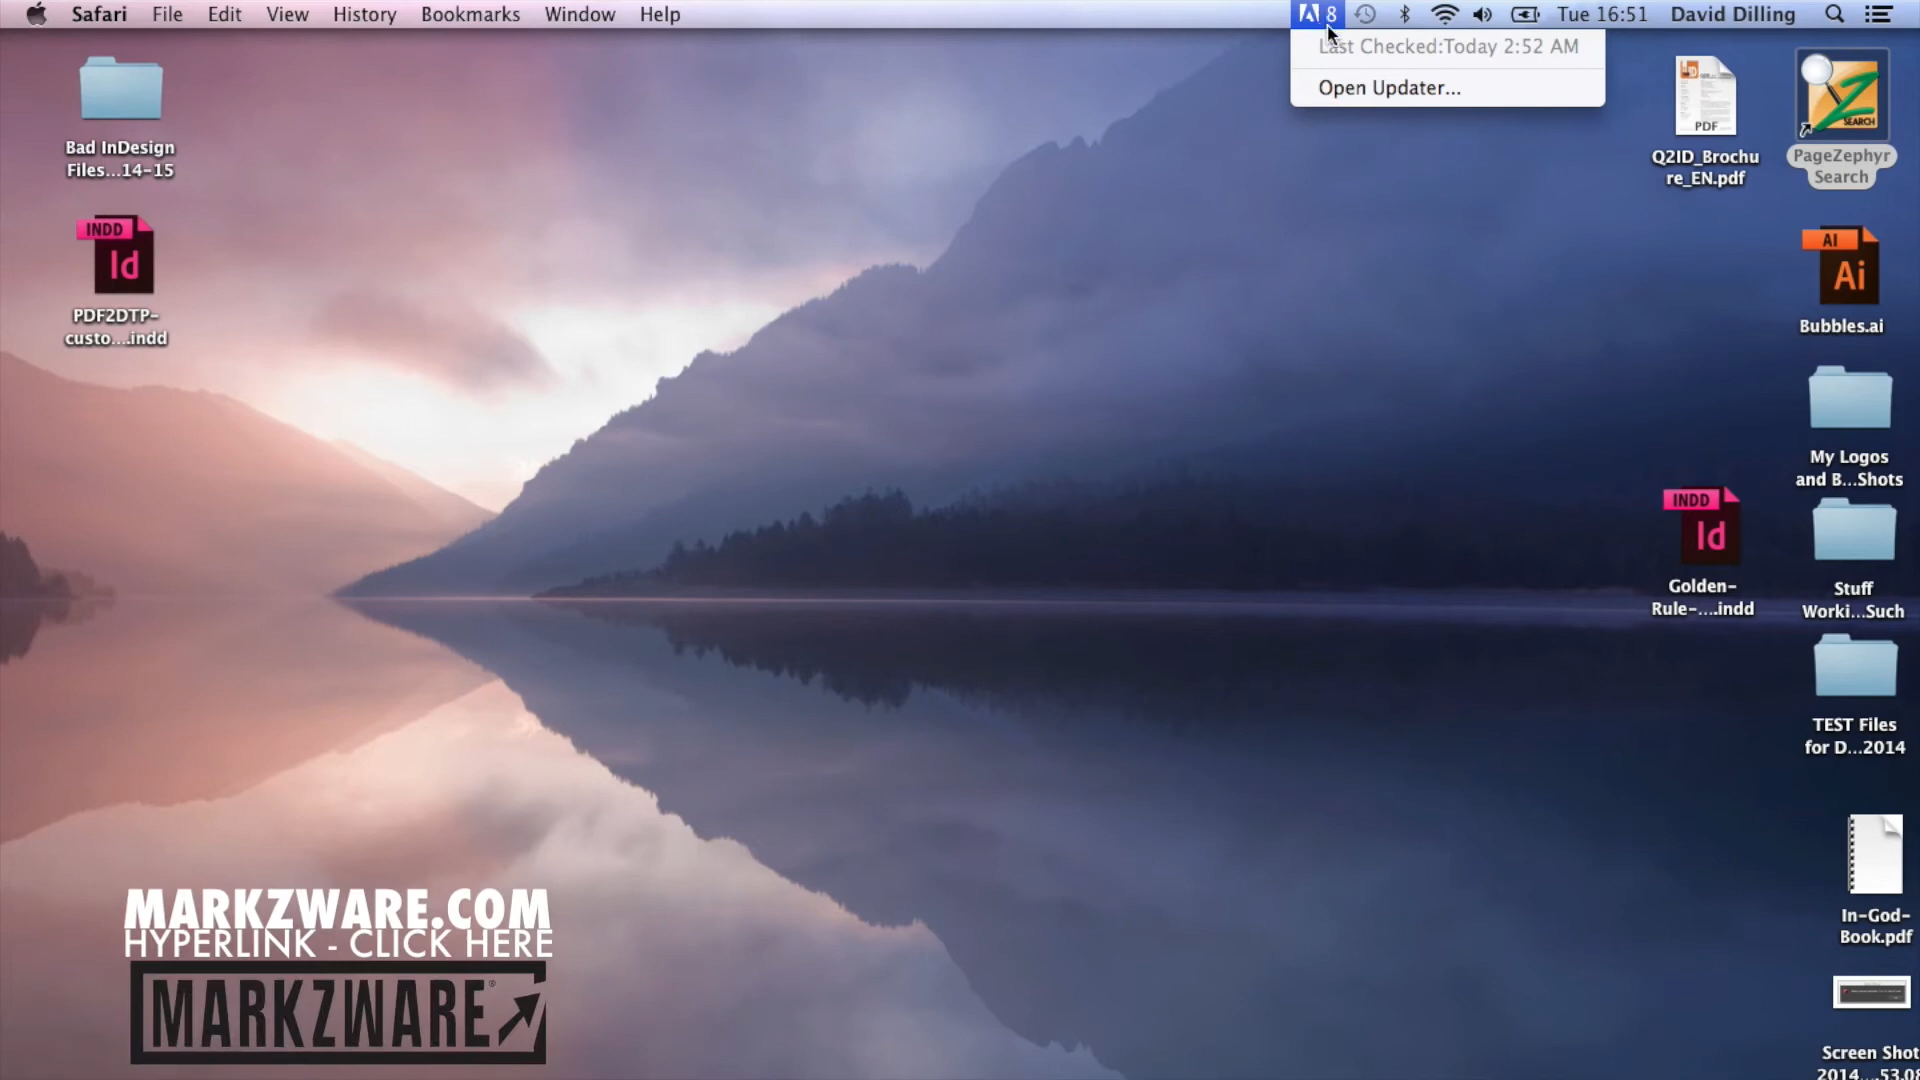 Safari File Edit View History Bookmarks Window Help 8 Tue 16:51 David Dilling
Last Checked:Today 2:52 AM
Open Updater...
Bad InDesign
Files...14-15
INDD
Id
PDF2DTP-
custo....indd
PDF
Q2ID_Brochu
re_EN.pdf
Z
SEARCH
PageZephyr
Search
AI
Ai
Bubbles.ai
My Logos
and B...Shots
INDD
Id
Golden-
Rule-....indd
Stuff
Worki...Such
TEST Files
for D...2014
In-God-
Book.pdf
Screen Shot
2014....53.08
MARKZWARE.COM
HYPERLINK - CLICK HERE
MARKZWARE®